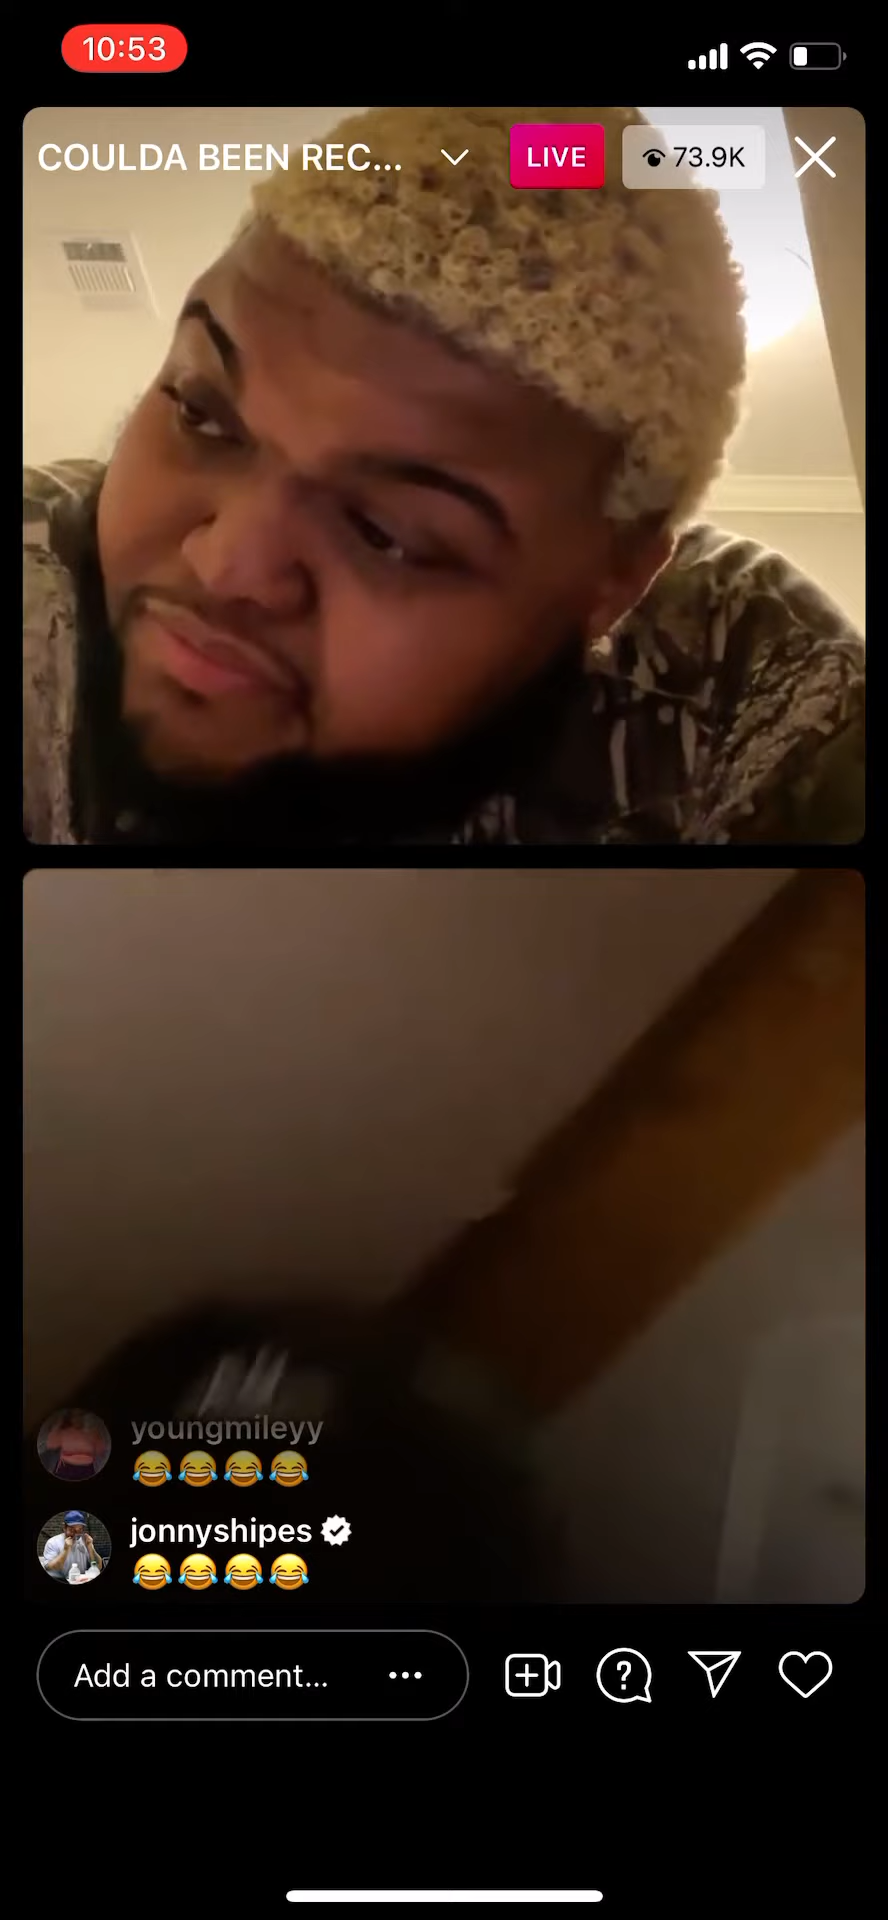 10:53
COULDA BEEN REC...
LIVE
73.9K
youngmileyy
😂😂😂😂
jonnyshipes
😂😂😂😂
Add a comment...